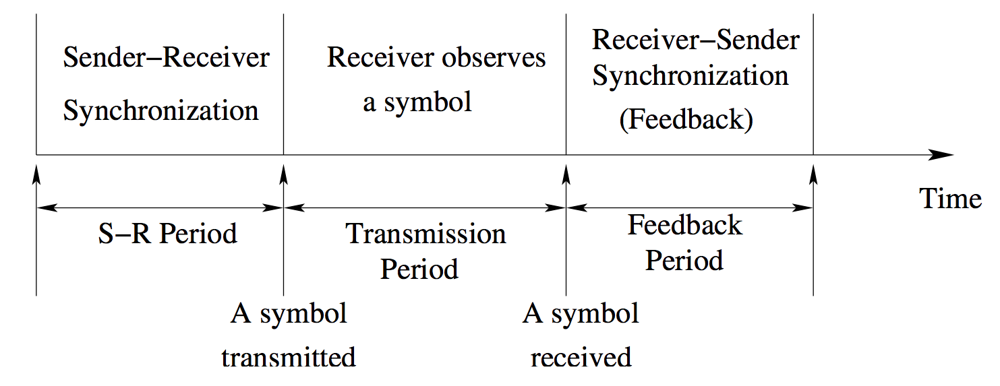 Sender–Receiver
Synchronization
Receiver observes
a symbol
Receiver–Sender
Synchronization
(Feedback)
Time
S–R Period
Transmission
Period
Feedback
Period
A symbol
transmitted
A symbol
received